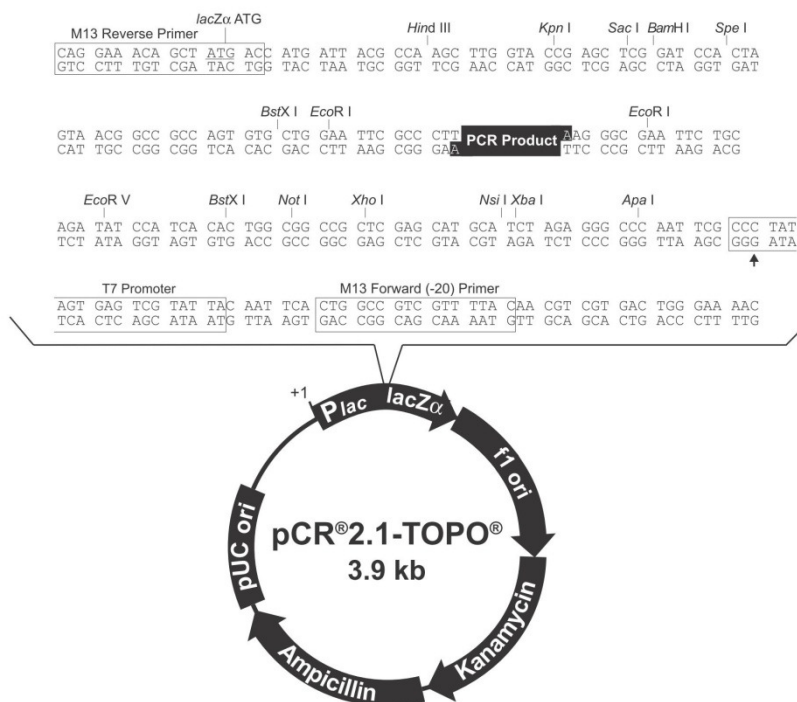 lacZα ATG
M13 Reverse Primer Hind III Kpn I Sac I BamH I Spe I
CAG GAA ACA GCT ATG ACC ATG ATT ACG CCA AGC TTG GTA CCG AGC TCG GAT CCA CTA
GTC CTT TGT CGA TAC TGG TAC TAA TGC GGT TCG AAC CAT GGC TCG AGC CTA GGT GAT
BstX I EcoR I EcoR I
GTA ACG GCC GCC AGT GTG CTG GAA TTC GCC CTT PCR Product AAG GGC GAA TTC TGC
CAT TGC CGG CGG TCA CAC GAC CTT AAG CGG GAA TTC CCG CTT AAG ACG
EcoR V BstX I Not I Xho I Nsi I Xba I Apa I
AGA TAT CCA TCA CAC TGG CGG CCG CTC GAG CAT GCA TCT AGA GGG CCC AAT TCG CCC TAT
TCT ATA GGT AGT GTG ACC GCC GGC GAG CTC GTA CGT AGA TCT CCC GGG TTA AGC GGG ATA
T7 Promoter M13 Forward (-20) Primer
AGT GAG TCG TAT TAC AAT TCA CTG GCC GTC GTT TTA CAA CGT CGT GAC TGG GAA AAC
TCA CTC AGC ATA ATG TTA AGT GAC CGG CAG CAA AAT GTT GCA GCA CTG ACC CTT TTG
+1
Plac lacZα
f1 ori
pUC ori
pCR®2.1-TOPO®
3.9 kb
Kanamycin
Ampicillin